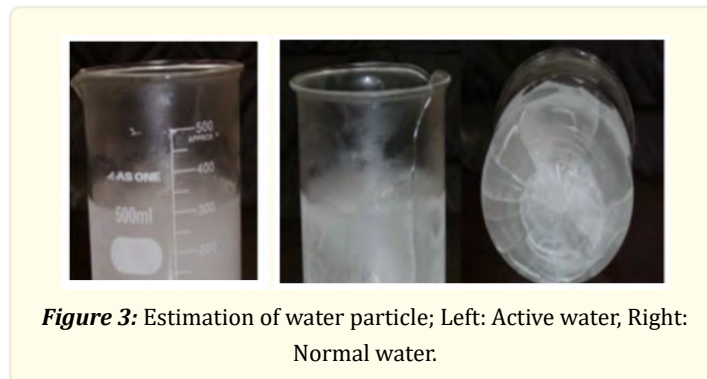 500
APPROX
400
AS ONE
300
500ml
200
Figure 3: Estimation of water particle; Left: Active water, Right:
Normal water.